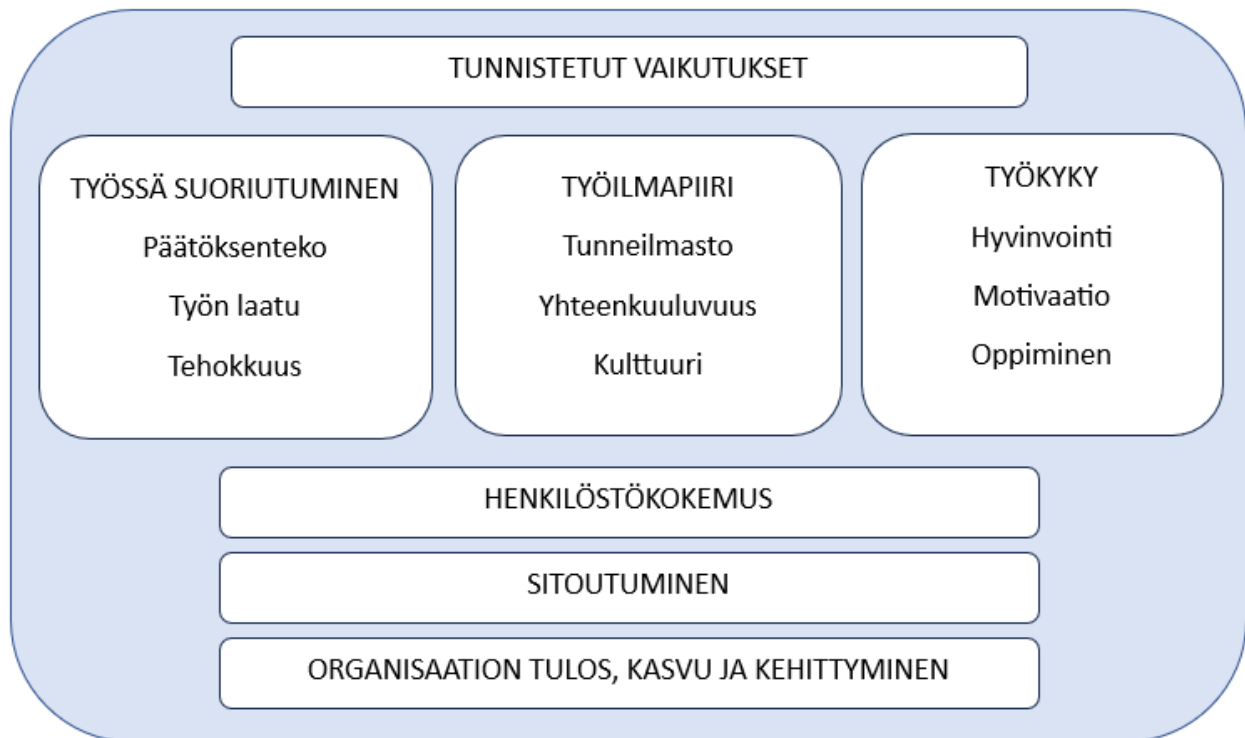 TUNNISTETUT VAIKUTUKSET
TYÖSSÄ SUORIUTUMINEN
Päätöksenteko
Työn laatu
Tehokkuus
TYÖILMAPIIRI
Tunneilmasto
Yhteenkuuluvuus
Kulttuuri
TYÖKYKY
Hyvinvointi
Motivaatio
Oppiminen
HENKILÖSTÖKOKEMUS
SITOUTUMINEN
ORGANISAATION TULOS, KASVU JA KEHITTYMINEN